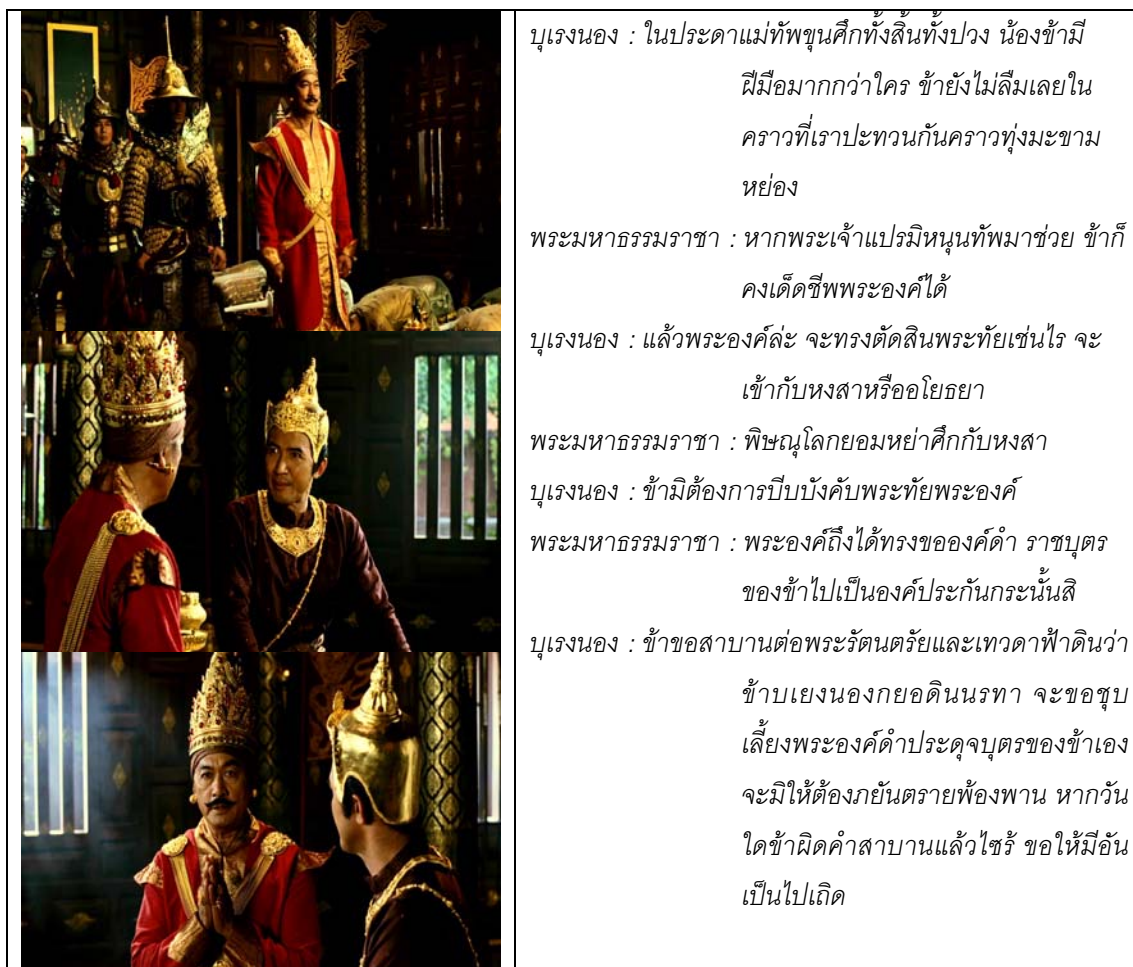 บุเรงนอง : ในประดาแม่ทัพขุนศึกทั้งสิ้นทั้งปวง น้องข้ามี
ฝีมือมากกว่าใคร ข้ายังไม่ลืมเลยใน
คราวที่เราปะทวนกันคราวทุ่งมะขาม
หย่อง
พระมหาธรรมราชา : หากพระเจ้าแปรมิหนุนทัพมาช่วย ข้าก็
คงเด็ดชีพพระองค์ได้
บุเรงนอง : แล้วพระองค์ล่ะ จะทรงตัดสินพระทัยเช่นไร จะ
เข้ากับหงสาหรืออโยธยา
พระมหาธรรมราชา : พิษณุโลกยอมหย่าศึกกับหงสา
บุเรงนอง : ข้ามิต้องการบีบบังคับพระทัยพระองค์
พระมหาธรรมราชา : พระองค์ถึงได้ทรงขอองค์ดำ ราชบุตร
ของข้าไปเป็นองค์ประกันกระนั้นสิ
บุเรงนอง : ข้าขอสาบานต่อพระรัตนตรัยและเทวดาฟ้าดินว่า
ข้าบเยงนองกยอดินนรทา จะขอชุบ
เลี้ยงพระองค์ดำประดุจบุตรของข้าเอง
จะมิให้ต้องภยันตรายพ้องพาน หากวัน
ใดข้าผิดคำสาบานแล้วไซร้ ขอให้มีอัน
เป็นไปเถิด